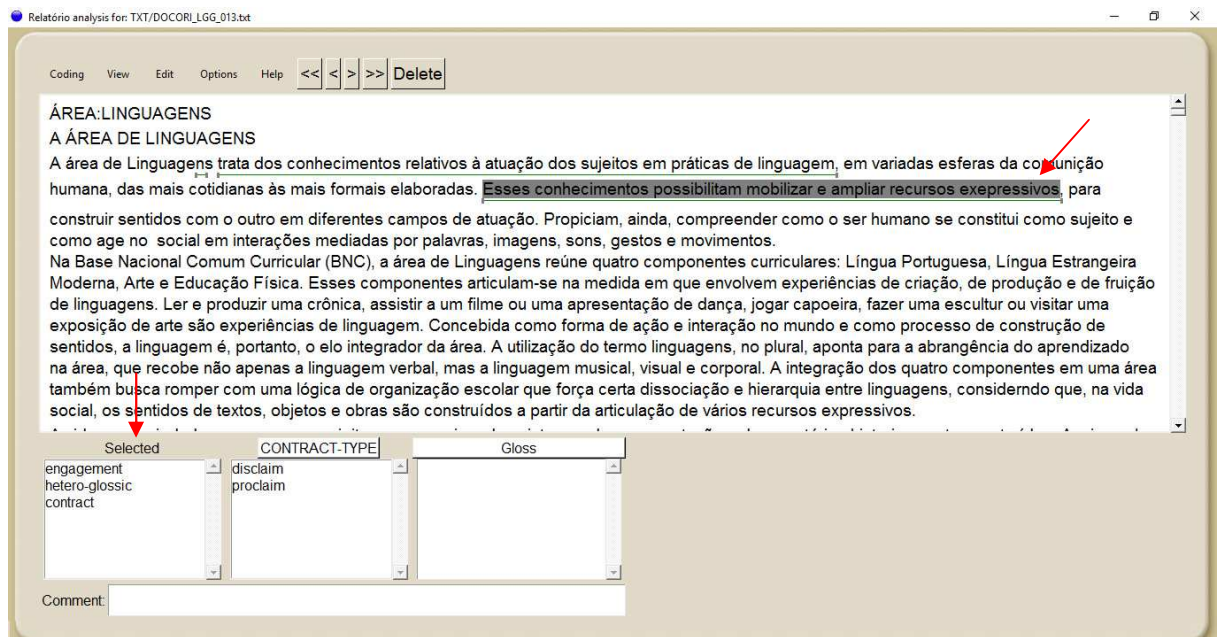 Relatório analysis for: TXT/DOCORI_LGG_013.txt
Coding View Edit Options Help << < > >> Delete
ÁREA:LINGUAGENS
A ÁREA DE LINGUAGENS
A área de Linguagens trata dos conhecimentos relativos à atuação dos sujeitos em práticas de linguagem, em variadas esferas da comunição
humana, das mais cotidianas às mais formais elaboradas. Esses conhecimentos possibilitam mobilizar e ampliar recursos exepressivos, para
construir sentidos com o outro em diferentes campos de atuação. Propiciam, ainda, compreender como o ser humano se constitui como sujeito e
como age no social em interações mediadas por palavras, imagens, sons, gestos e movimentos.
Na Base Nacional Comum Curricular (BNC), a área de Linguagens reúne quatro componentes curriculares: Língua Portuguesa, Língua Estrangeira
Moderna, Arte e Educação Física. Esses componentes articulam-se na medida em que envolvem experiências de criação, de produção e de fruição
de linguagens. Ler e produzir uma crônica, assistir a um filme ou uma apresentação de dança, jogar capoeira, fazer uma escultur ou visitar uma
exposição de arte são experiências de linguagem. Concebida como forma de ação e interação no mundo e como processo de construção de
sentidos, a linguagem é, portanto, o elo integrador da área. A utilização do termo linguagens, no plural, aponta para a abrangência do aprendizado
na área, que recobe não apenas a linguagem verbal, mas a linguagem musical, visual e corporal. A integração dos quatro componentes em uma área
também busca romper com uma lógica de organização escolar que força certa dissociação e hierarquia entre linguagens, considerndo que, na vida
social, os sentidos de textos, objetos e obras são construídos a partir da articulação de vários recursos expressivos.
Selected CONTRACT-TYPE Gloss
engagement disclaim
hetero-glossic proclaim
contract
Comment: